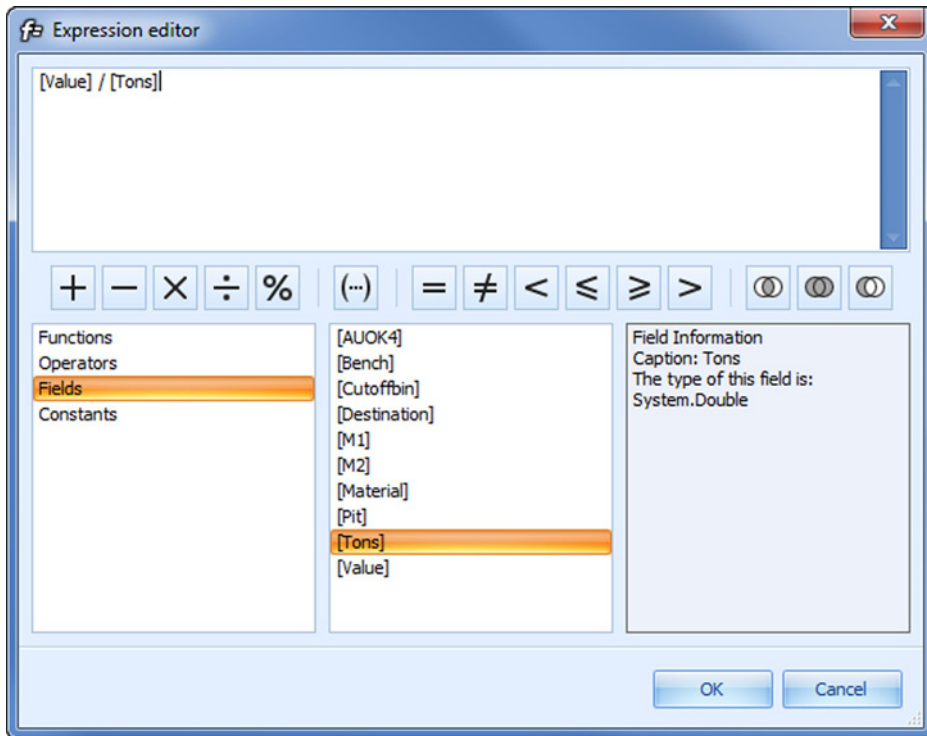 Expression editor
[Value] / [Tons]
+ − × ÷ % (...) = ≠ < ⩽ ⩾ >
Functions
Operators
Fields
Constants
[AUOK4]
[Bench]
[Cutoffbin]
[Destination]
[M1]
[M2]
[Material]
[Pit]
[Tons]
[Value]
Field Information
Caption: Tons
The type of this field is:
System.Double
OK Cancel